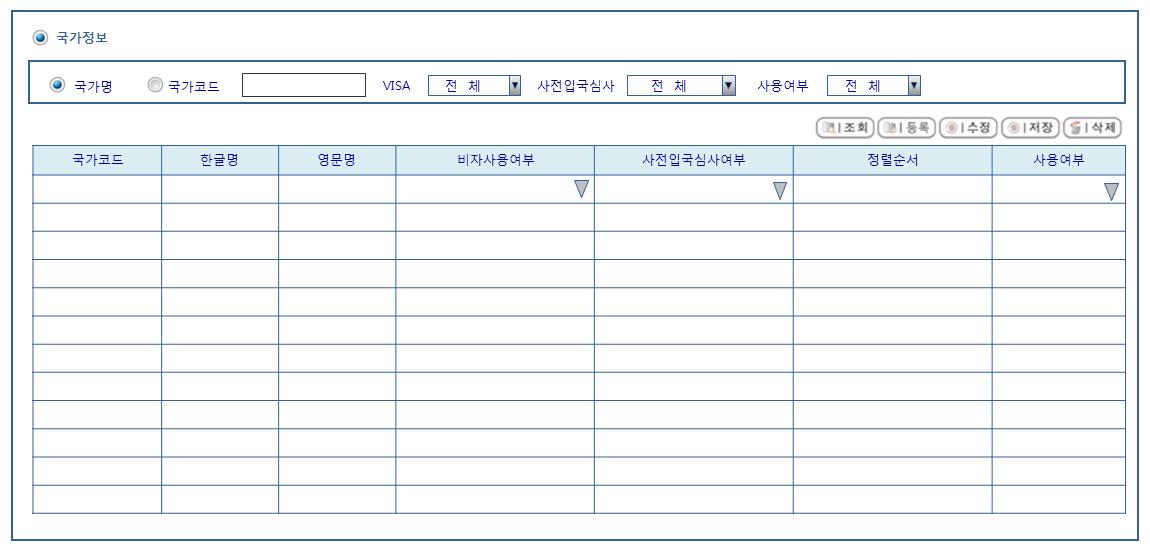 국가정보
국가명 국가코드 VISA 전 체 사전입국심사 전 체 사용여부 전 체
조회 등록 수정 저장 삭제
국가코드 한글명 영문명 비자사용여부 사전입국심사여부 정렬순서 사용여부